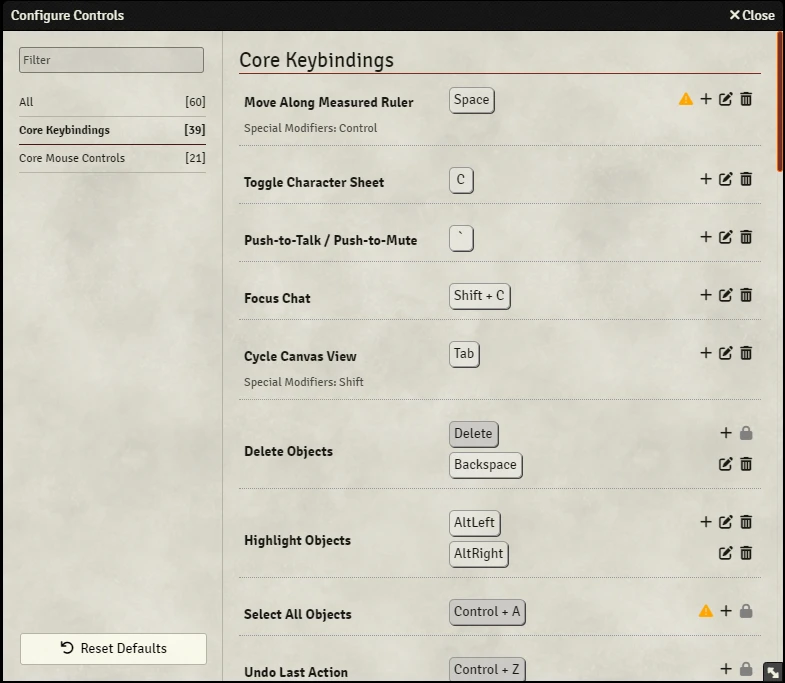 Configure Controls
Close
Filter
All [60]
Core Keybindings [39]
Core Mouse Controls [21]
Reset Defaults
Core Keybindings
Move Along Measured Ruler Space
Special Modifiers: Control
Toggle Character Sheet C
Push-to-Talk / Push-to-Mute `
Focus Chat Shift + C
Cycle Canvas View Tab
Special Modifiers: Shift
Delete Objects
Delete
Backspace
Highlight Objects
AltLeft
AltRight
Select All Objects Control + A
Undo Last Action Control + Z